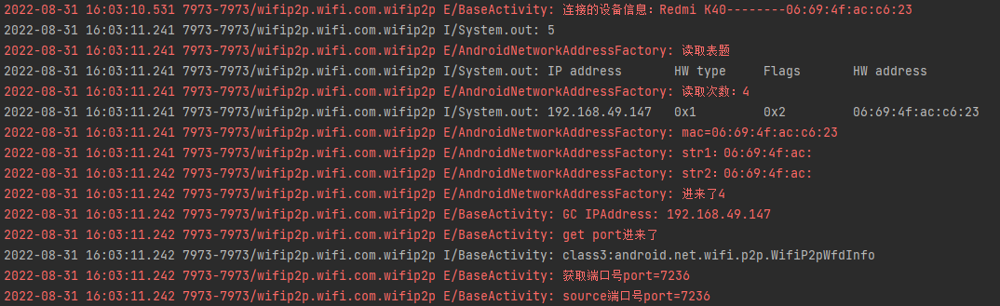 2022-08-31 16:03:10.531 7973-7973/wifip2p.wifi.com.wifip2p E/BaseActivity: 连接的设备信息：Redmi K40--------06:69:4f:ac:c6:23
2022-08-31 16:03:11.241 7973-7973/wifip2p.wifi.com.wifip2p I/System.out: 5
2022-08-31 16:03:11.241 7973-7973/wifip2p.wifi.com.wifip2p E/AndroidNetworkAddressFactory: 读取表题
2022-08-31 16:03:11.241 7973-7973/wifip2p.wifi.com.wifip2p I/System.out: IP address       HW type     Flags       HW address
2022-08-31 16:03:11.241 7973-7973/wifip2p.wifi.com.wifip2p E/AndroidNetworkAddressFactory: 读取次数：4
2022-08-31 16:03:11.241 7973-7973/wifip2p.wifi.com.wifip2p I/System.out: 192.168.49.147   0x1         0x2         06:69:4f:ac:c6:23
2022-08-31 16:03:11.241 7973-7973/wifip2p.wifi.com.wifip2p E/AndroidNetworkAddressFactory: mac=06:69:4f:ac:c6:23
2022-08-31 16:03:11.241 7973-7973/wifip2p.wifi.com.wifip2p E/AndroidNetworkAddressFactory: str1：06:69:4f:ac:
2022-08-31 16:03:11.242 7973-7973/wifip2p.wifi.com.wifip2p E/AndroidNetworkAddressFactory: str2：06:69:4f:ac:
2022-08-31 16:03:11.242 7973-7973/wifip2p.wifi.com.wifip2p E/AndroidNetworkAddressFactory: 进来了4
2022-08-31 16:03:11.242 7973-7973/wifip2p.wifi.com.wifip2p E/BaseActivity: GC IPAddress: 192.168.49.147
2022-08-31 16:03:11.242 7973-7973/wifip2p.wifi.com.wifip2p E/BaseActivity: get port进来了
2022-08-31 16:03:11.242 7973-7973/wifip2p.wifi.com.wifip2p I/BaseActivity: class3:android.net.wifi.p2p.WifiP2pWfdInfo
2022-08-31 16:03:11.242 7973-7973/wifip2p.wifi.com.wifip2p E/BaseActivity: 获取端口号port=7236
2022-08-31 16:03:11.242 7973-7973/wifip2p.wifi.com.wifip2p E/BaseActivity: source端口号port=7236